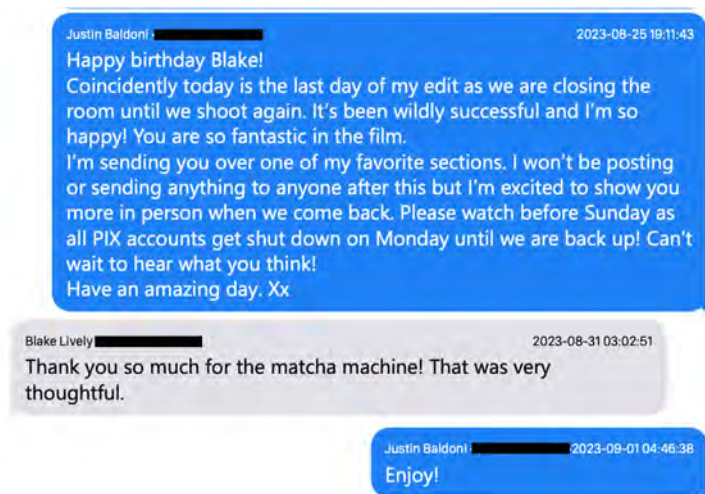 Justin Baldoni 2023-08-25 19:11:43
Happy birthday Blake!
Coincidently today is the last day of my edit as we are closing the
room until we shoot again. It's been wildly successful and I'm so
happy! You are so fantastic in the film.
I'm sending you over one of my favorite sections. I won't be posting
or sending anything to anyone after this but I'm excited to show you
more in person when we come back. Please watch before Sunday as
all PIX accounts get shut down on Monday until we are back up! Can't
wait to hear what you think!
Have an amazing day. Xx
Blake Lively 2023-08-31 03:02:51
Thank you so much for the matcha machine! That was very
thoughtful.
Justin Baldoni 2023-09-01 04:46:38
Enjoy!